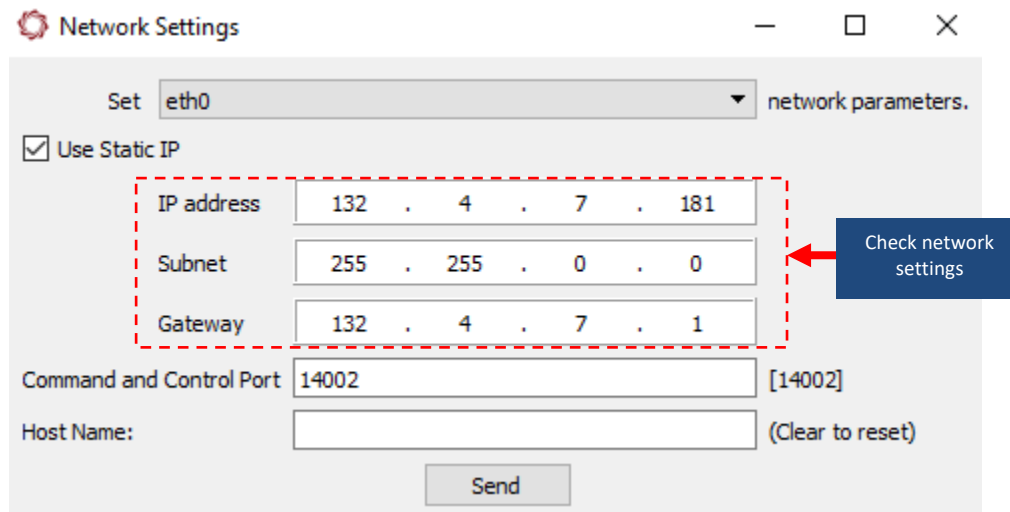 Network Settings
Set eth0 network parameters.
Use Static IP
IP address 132 . 4 . 7 . 181
Subnet 255 . 255 . 0 . 0
Gateway 132 . 4 . 7 . 1
Check network
settings
Command and Control Port 14002 [14002]
Host Name: (Clear to reset)
Send